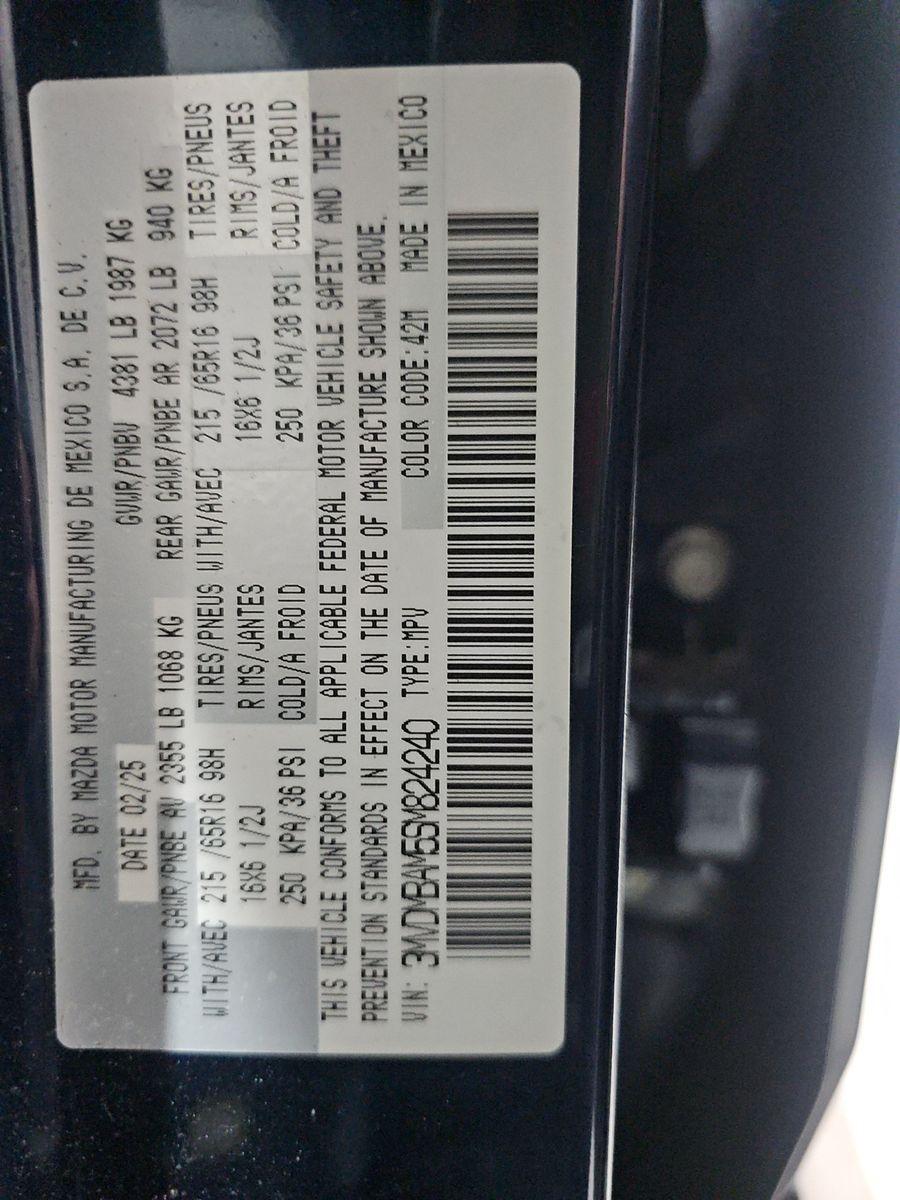 MFD. BY MAZDA MOTOR MANUFACTURING DE MEXICO S.A. DE C.V.
DATE 02/25 GVWR/PNBV 4381 LB 1987 KG
FRONT GAWR/PNBE AV 2355 LB 1068 KG REAR GAWR/PNBE AR 2072 LB 940 KG
WITH/AVEC 215 /65R16 98H TIRES/PNEUS WITH/AVEC 215 /65R16 98H TIRES/PNEUS
16X6 1/2J RIMS/JANTES 16X6 1/2J RIMS/JANTES
250 KPA/36 PSI COLD/A FROID 250 KPA/36 PSI COLD/A FROID
THIS VEHICLE CONFORMS TO ALL APPLICABLE FEDERAL MOTOR VEHICLE SAFETY AND THEFT
PREVENTION STANDARDS IN EFFECT ON THE DATE OF MANUFACTURE SHOWN ABOVE.
VIN: 3MVDMBAM5SM824240 TYPE:MPV COLOR CODE:42M MADE IN MEXICO